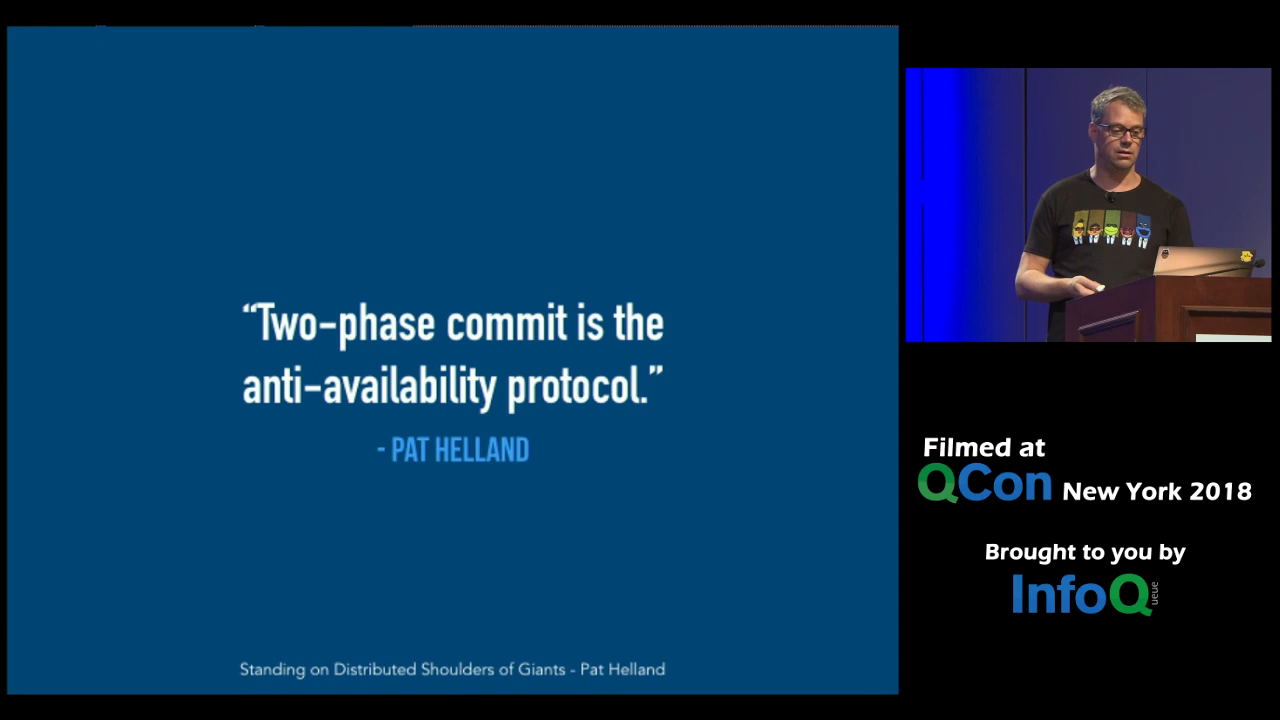 “Two-phase commit is the
anti-availability protocol.”
- PAT HELLAND
Standing on Distributed Shoulders of Giants - Pat Helland
Filmed at
QCon New York 2018
Brought to you by
InfoQ
ueue